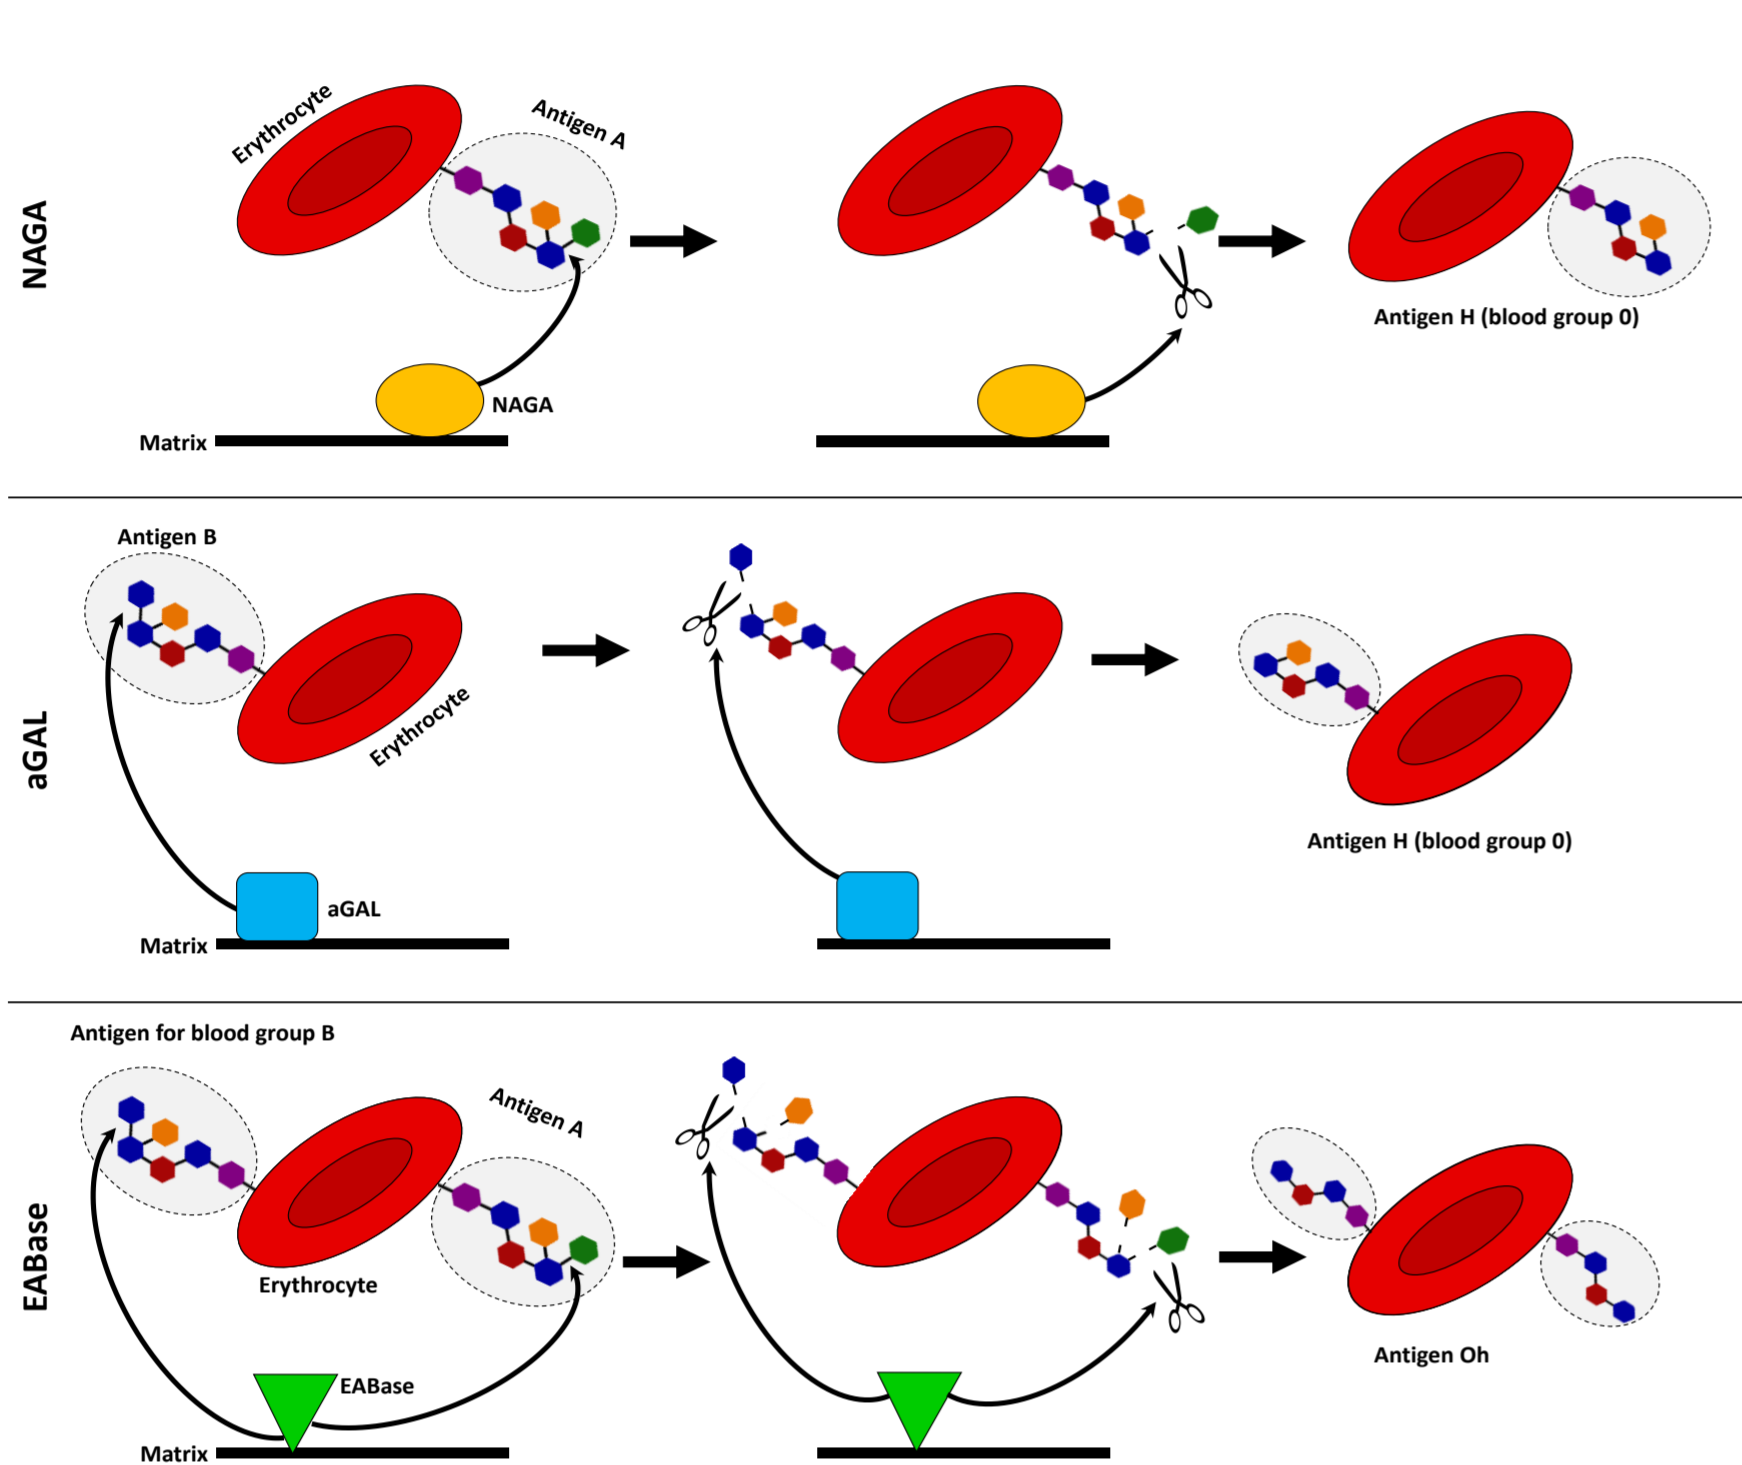 NAGA
Erythrocyte
Antigen A
NAGA
Matrix
Antigen H (blood group 0)
aGAL
Antigen B
Erythrocyte
aGAL
Matrix
Antigen H (blood group 0)
EABase
Antigen for blood group B
Antigen A
Erythrocyte
EABase
Matrix
Antigen Oh